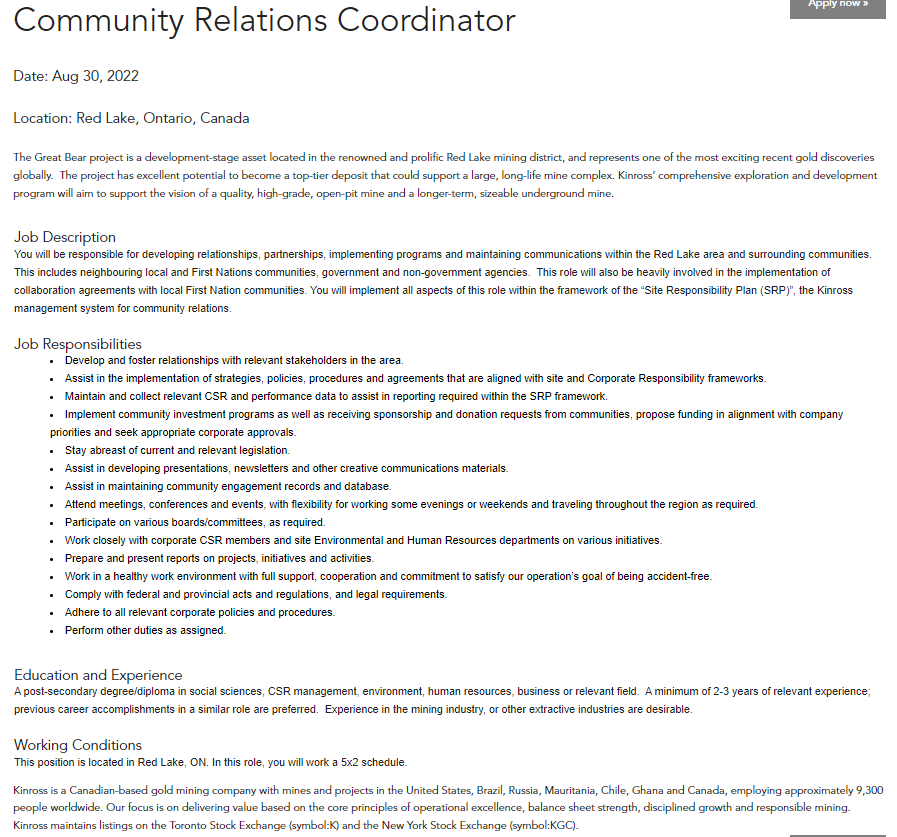 Community Relations Coordinator
Apply now »
Date: Aug 30, 2022
Location: Red Lake, Ontario, Canada
The Great Bear project is a development-stage asset located in the renowned and prolific Red Lake mining district, and represents one of the most exciting recent gold discoveries
globally.  The project has excellent potential to become a top-tier deposit that could support a large, long-life mine complex. Kinross’ comprehensive exploration and development
program will aim to support the vision of a quality, high-grade, open-pit mine and a longer-term, sizeable underground mine.
Job Description
You will be responsible for developing relationships, partnerships, implementing programs and maintaining communications within the Red Lake area and surrounding communities.
This includes neighbouring local and First Nations communities, government and non-government agencies.  This role will also be heavily involved in the implementation of
collaboration agreements with local First Nation communities. You will implement all aspects of this role within the framework of the “Site Responsibility Plan (SRP)”, the Kinross
management system for community relations.
Job Responsibilities
• Develop and foster relationships with relevant stakeholders in the area.
• Assist in the implementation of strategies, policies, procedures and agreements that are aligned with site and Corporate Responsibility frameworks.
• Maintain and collect relevant CSR and performance data to assist in reporting required within the SRP framework.
• Implement community investment programs as well as receiving sponsorship and donation requests from communities, propose funding in alignment with company
priorities and seek appropriate corporate approvals.
• Stay abreast of current and relevant legislation.
• Assist in developing presentations, newsletters and other creative communications materials.
• Assist in maintaining community engagement records and database.
• Attend meetings, conferences and events, with flexibility for working some evenings or weekends and traveling throughout the region as required.
• Participate on various boards/committees, as required.
• Work closely with corporate CSR members and site Environmental and Human Resources departments on various initiatives.
• Prepare and present reports on projects, initiatives and activities.
• Work in a healthy work environment with full support, cooperation and commitment to satisfy our operation’s goal of being accident-free.
• Comply with federal and provincial acts and regulations, and legal requirements.
• Adhere to all relevant corporate policies and procedures.
• Perform other duties as assigned.
Education and Experience
A post-secondary degree/diploma in social sciences, CSR management, environment, human resources, business or relevant field.  A minimum of 2-3 years of relevant experience;
previous career accomplishments in a similar role are preferred.  Experience in the mining industry, or other extractive industries are desirable.
Working Conditions
This position is located in Red Lake, ON. In this role, you will work a 5x2 schedule.
Kinross is a Canadian-based gold mining company with mines and projects in the United States, Brazil, Russia, Mauritania, Chile, Ghana and Canada, employing approximately 9,300
people worldwide. Our focus is on delivering value based on the core principles of operational excellence, balance sheet strength, disciplined growth and responsible mining.
Kinross maintains listings on the Toronto Stock Exchange (symbol:K) and the New York Stock Exchange (symbol:KGC).